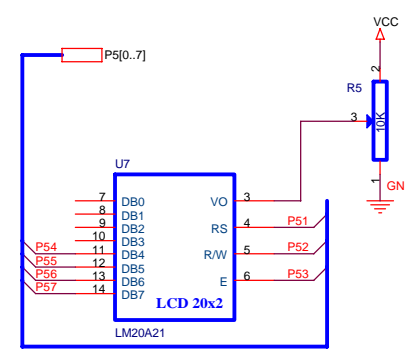 VCC
P5[0..7]
2
R5
3
10K
1
GN
U7
7 DB0 VO 3
8 DB1
9 DB2 RS 4 P51
10 DB3
P54 11 DB4 R/W 5 P52
P55 12 DB5
P56 13 DB6 E 6 P53
P57 14 DB7
LCD 20x2
LM20A21